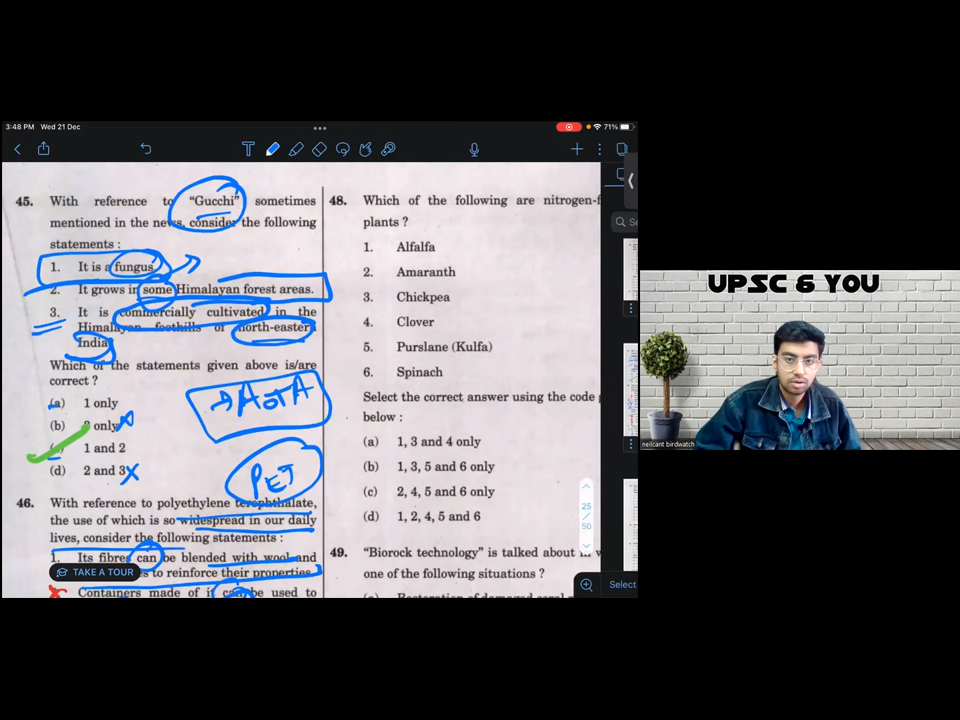 3:48 PM Wed 21 Dec
71%
45. With reference to "Gucchi" sometimes
mentioned in the news, consider the following
statements :
1. It is a fungus
2. It grows in some Himalayan forest areas.
3. It is commercially cultivated in the
Himalayan foothills of north-eastern
India
Which of the statements given above is/are
correct ?
(a) 1 only
(b) only
1 and 2
(d) 2 and 3
→ AOTA
PET
46. With reference to polyethylene terephthalate,
the use of which is so widespread in our daily
lives, consider the following statements :
1. Its fibres can be blended with wool and
to reinforce their properties.
Containers made of it can be used to
TAKE A TOUR
48. Which of the following are nitrogen-f
plants ?
1. Alfalfa
2. Amaranth
3. Chickpea
4. Clover
5. Purslane (Kulfa)
6. Spinach
Select the correct answer using the code
below :
(a) 1, 3 and 4 only
(b) 1, 3, 5 and 6 only
(c) 2, 4, 5 and 6 only
(d) 1, 2, 4, 5 and 6
49. "Biorock technology" is talked about
one of the following situations ?
25
/
50
Se
Select
UPSC & YOU
neilcant birdwatch